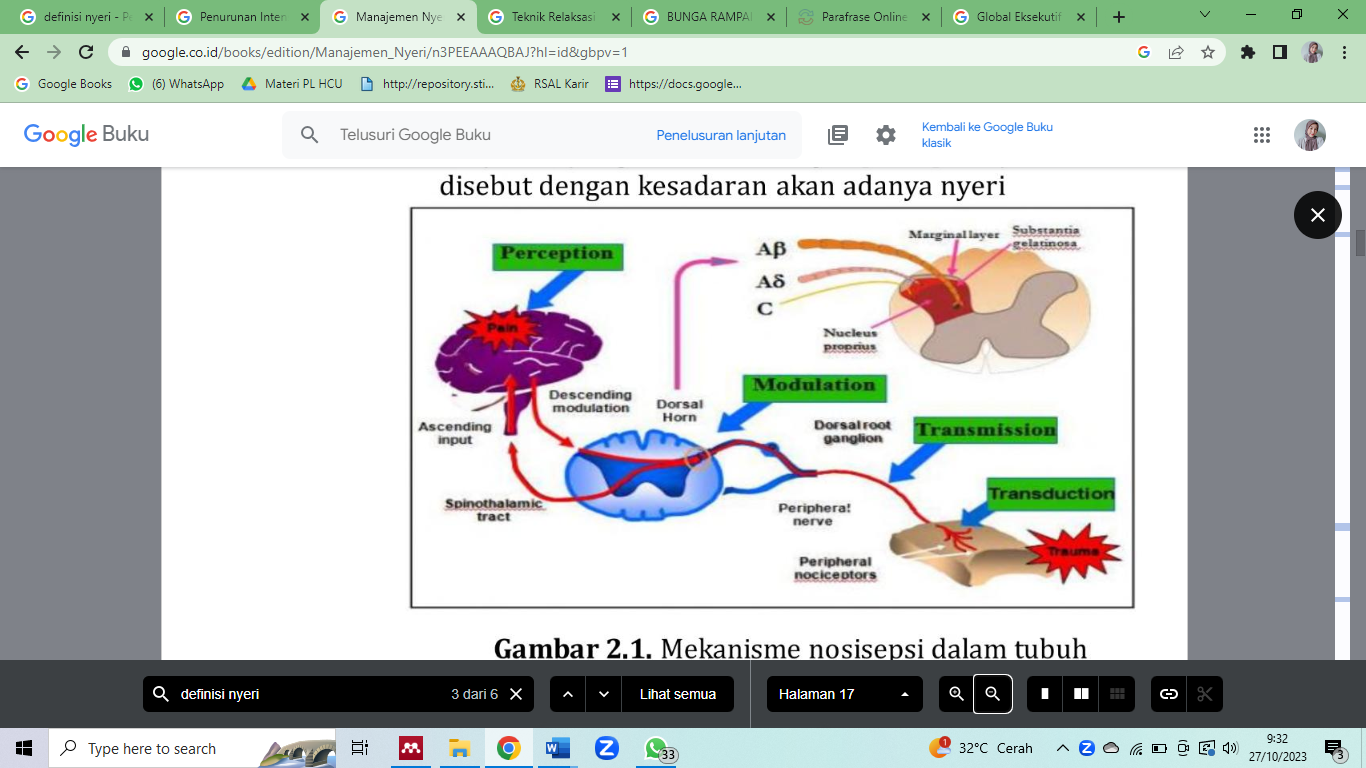 definisi nyeri - P
Penurunan Inten
Manajemen Nye
Teknik Relaksasi
BUNGA RAMPAI
Parafrase Online
Global Eksekutif
google.co.id/books/edition/Manajemen_Nyeri/n3PEEAAAQBAJ?hl=id&gbpv=1
Google Books
(6) WhatsApp
Materi PL HCU
http://repository.sti...
RSAL Karir
https://docs.google...
Google Buku
Telusuri Google Buku
Penelusuran lanjutan
Kembali ke Google Buku
klasik
disebut dengan kesadaran akan adanya nyeri
Perception
Pain
Aβ
Aδ
C
Marginal layer
Substantia
gelatinosa
Nucleus
proprius
Modulation
Descending
modulation
Dorsal
Horn
Ascending
input
Dorsal root
ganglion
Transmission
Spinothalamic
tract
Peripheral
nerve
Transduction
Trauma
Peripheral
nociceptors
Gambar 2.1. Mekanisme nosisepsi dalam tubuh
definisi nyeri
3 dari 6
Lihat semua
Halaman 17
Type here to search
33
1
32°C Cerah
9:32
27/10/2023
3